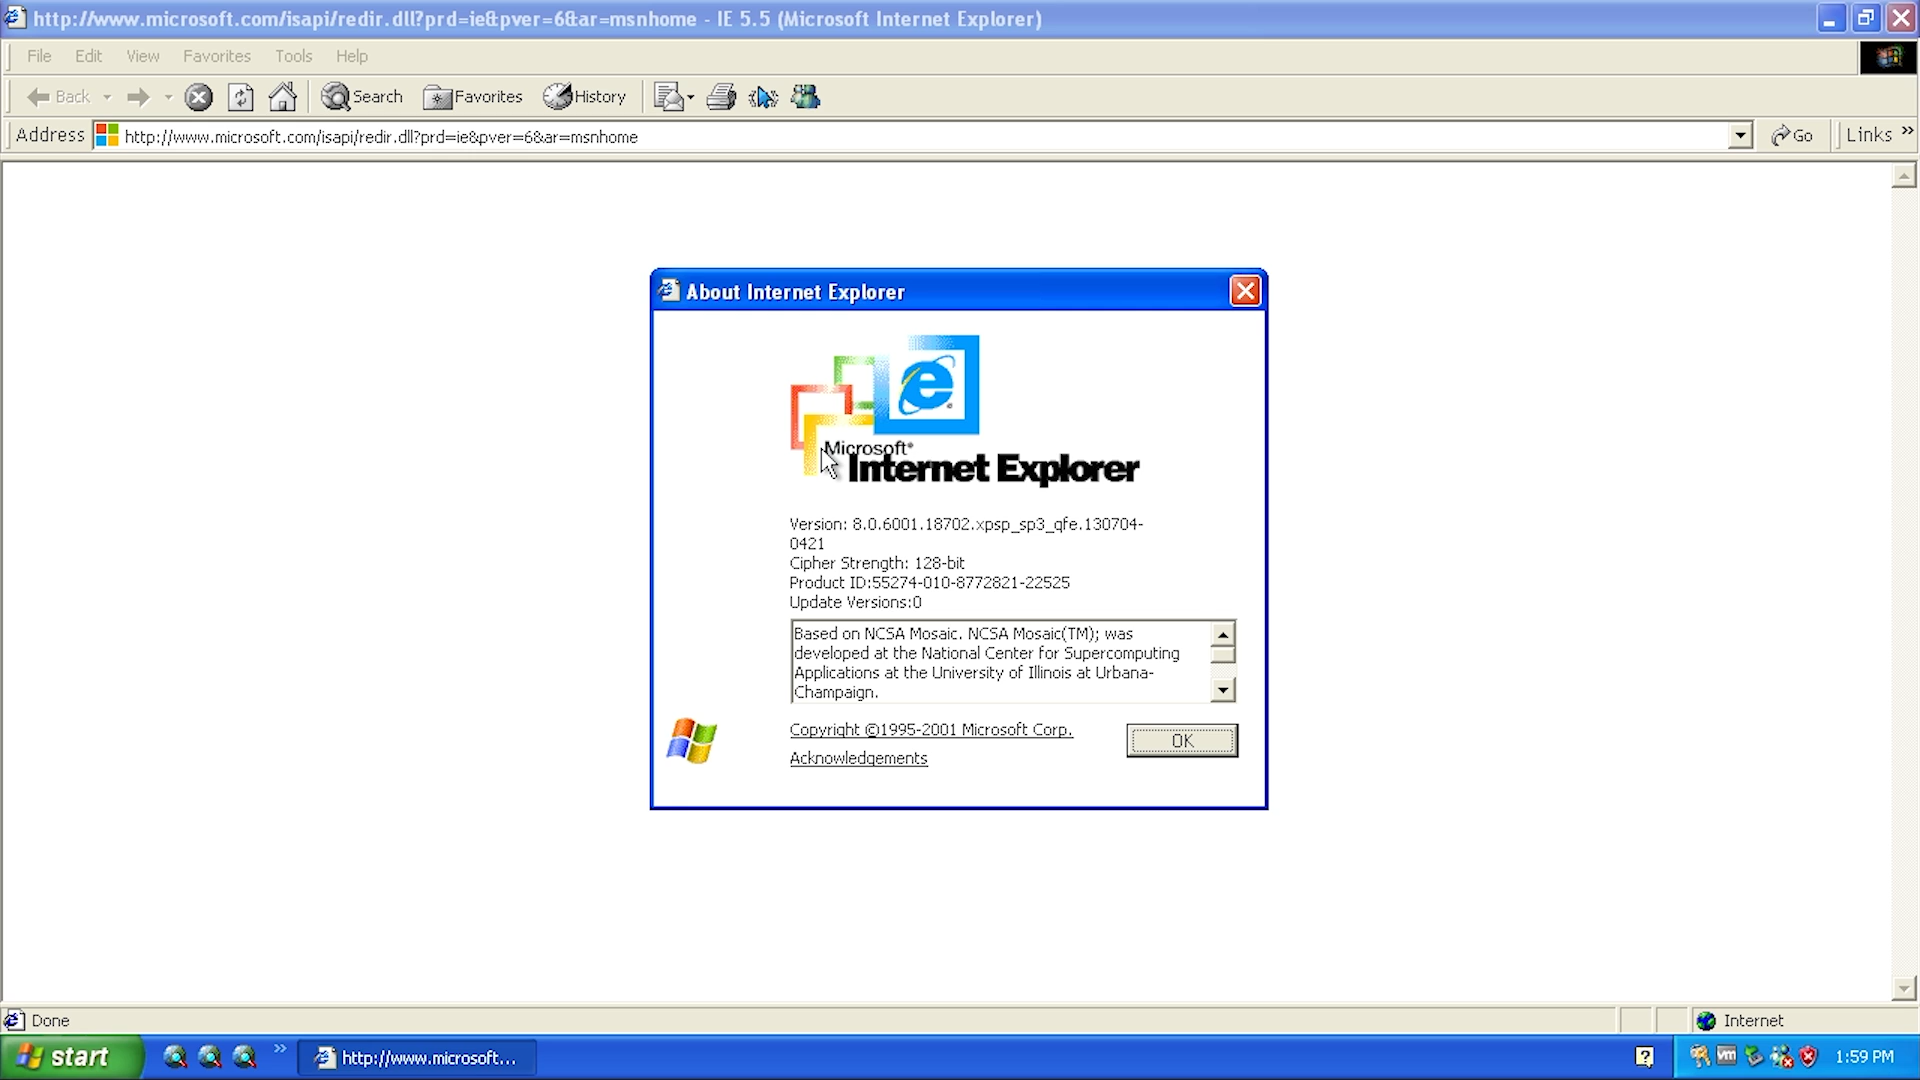 http://www.microsoft.com/isapi/redir.dll?prd=ie&pver=6&ar=msnhome - IE 5.5 (Microsoft Internet Explorer)
File Edit View Favorites Tools Help
Back Search Favorites History
Address http://www.microsoft.com/isapi/redir.dll?prd=ie&pver=6&ar=msnhome Go Links »
About Internet Explorer
Microsoft®
Internet Explorer
Version: 8.0.6001.18702.xpsp_sp3_qfe.130704-
0421
Cipher Strength: 128-bit
Product ID:55274-010-8772821-22525
Update Versions:0
Based on NCSA Mosaic. NCSA Mosaic(TM); was
developed at the National Center for Supercomputing
Applications at the University of Illinois at Urbana-
Champaign.
Copyright ©1995-2001 Microsoft Corp.
OK
Acknowledgements
Done Internet
start » http://www.microsoft... ? vm 1:59 PM